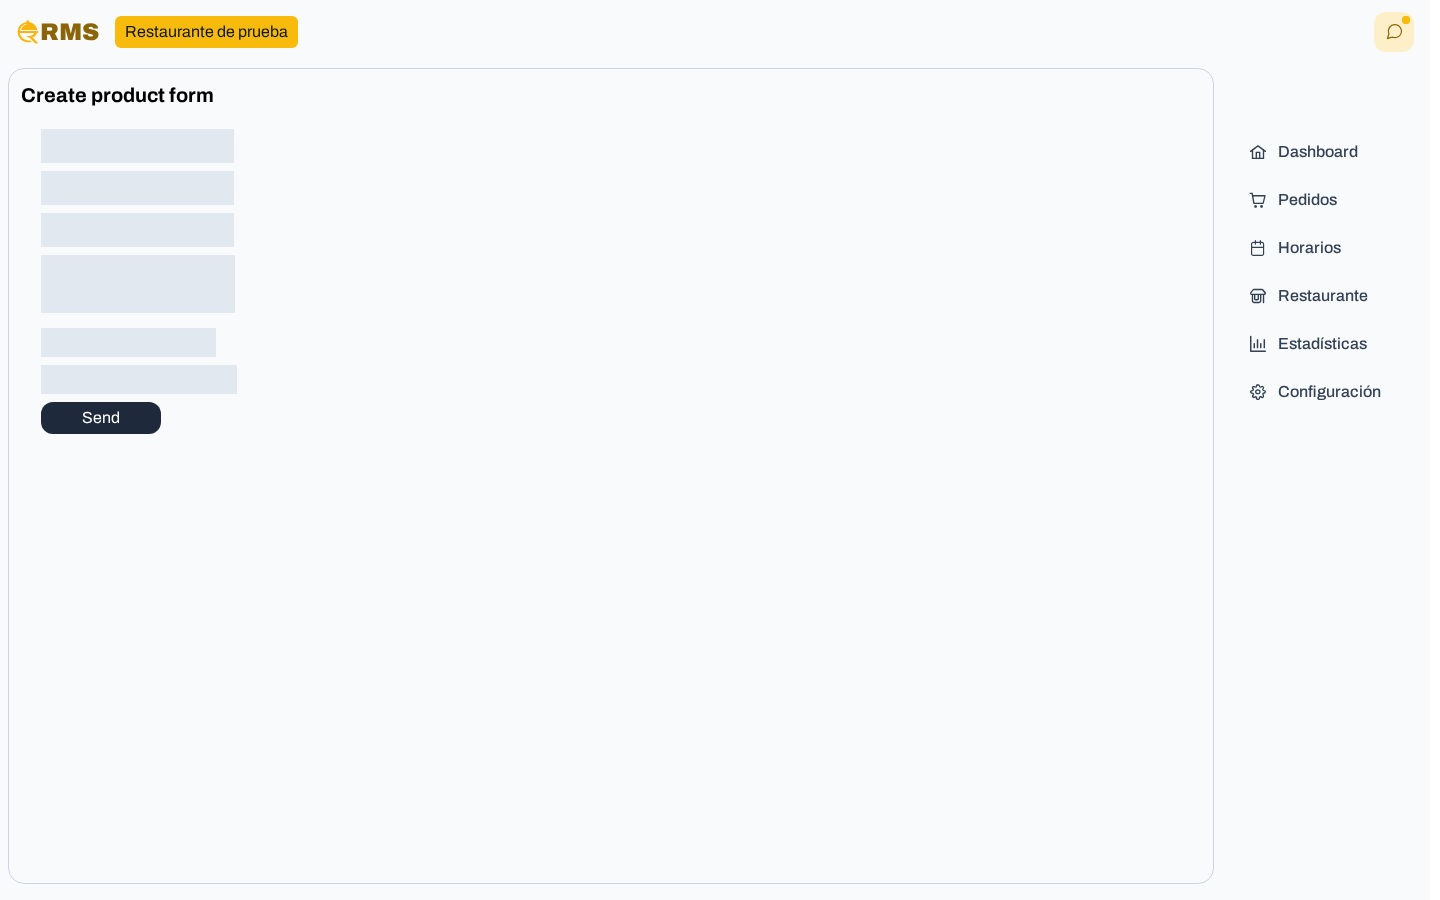 RMS
Restaurante de prueba
Create product form
Send
Dashboard
Pedidos
Horarios
Restaurante
Estadísticas
Configuración